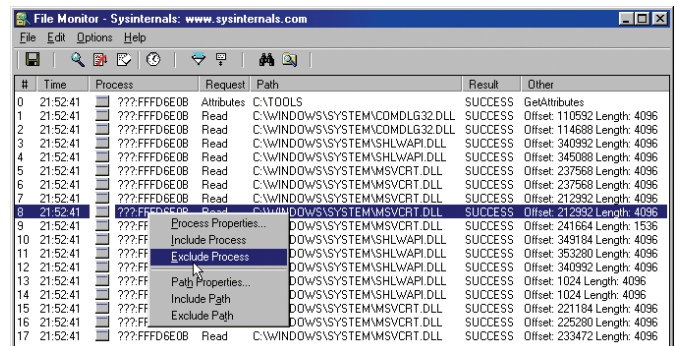 File Monitor - Sysinternals: www.sysinternals.com
File Edit Options Help
# Time Process Request Path Result Other
0 21:52:41 ???:FFFD6E0B Attributes C:\TOOLS SUCCESS GetAttributes
1 21:52:41 ???:FFFD6E0B Read C:\WINDOWS\SYSTEM\COMDLG32.DLL SUCCESS Offset: 110592 Length: 4096
2 21:52:41 ???:FFFD6E0B Read C:\WINDOWS\SYSTEM\COMDLG32.DLL SUCCESS Offset: 114688 Length: 4096
3 21:52:41 ???:FFFD6E0B Read C:\WINDOWS\SYSTEM\SHLWAPI.DLL SUCCESS Offset: 340992 Length: 4096
4 21:52:41 ???:FFFD6E0B Read C:\WINDOWS\SYSTEM\SHLWAPI.DLL SUCCESS Offset: 345088 Length: 4096
5 21:52:41 ???:FFFD6E0B Read C:\WINDOWS\SYSTEM\MSVCRT.DLL SUCCESS Offset: 237568 Length: 4096
6 21:52:41 ???:FFFD6E0B Read C:\WINDOWS\SYSTEM\MSVCRT.DLL SUCCESS Offset: 237568 Length: 4096
7 21:52:41 ???:FFFD6E0B Read C:\WINDOWS\SYSTEM\MSVCRT.DLL SUCCESS Offset: 212992 Length: 4096
8 21:52:41 ???:FFFD6E0B Read C:\WINDOWS\SYSTEM\MSVCRT.DLL SUCCESS Offset: 212992 Length: 4096
9 21:52:41 ???:FF Process Properties... DOWS\SYSTEM\MSVCRT.DLL SUCCESS Offset: 241664 Length: 1536
10 21:52:41 ???:FF Include Process DOWS\SYSTEM\SHLWAPI.DLL SUCCESS Offset: 349184 Length: 4096
11 21:52:41 ???:FF Exclude Process DOWS\SYSTEM\SHLWAPI.DLL SUCCESS Offset: 353280 Length: 4096
12 21:52:41 ???:FF DOWS\SYSTEM\SHLWAPI.DLL SUCCESS Offset: 340992 Length: 4096
13 21:52:41 ???:FF Path Properties... DOWS\SYSTEM\SHLWAPI.DLL SUCCESS Offset: 1024 Length: 4096
14 21:52:41 ???:FF Include Path DOWS\SYSTEM\SHLWAPI.DLL SUCCESS Offset: 1024 Length: 4096
15 21:52:41 ???:FF Exclude Path DOWS\SYSTEM\MSVCRT.DLL SUCCESS Offset: 221184 Length: 4096
16 21:52:41 ???:FF DOWS\SYSTEM\MSVCRT.DLL SUCCESS Offset: 225280 Length: 4096
17 21:52:41 ???:FFFD6E0B Read C:\WINDOWS\SYSTEM\MSVCRT.DLL SUCCESS Offset: 233472 Length: 4096